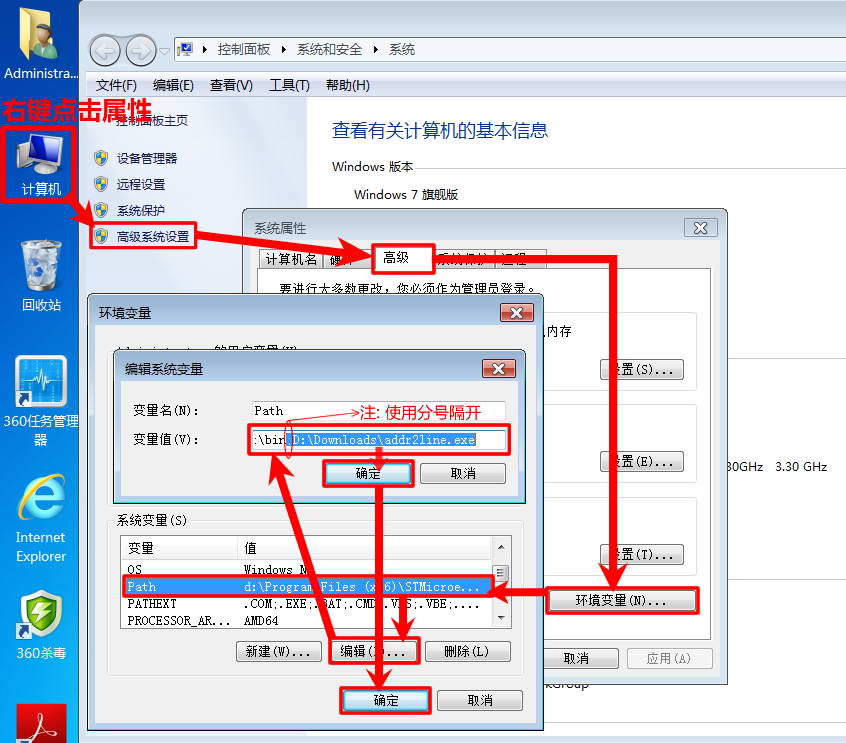 Administra...
右键点击属性
计算机
回收站
360任务管理
器
Internet
Explorer
360杀毒
控制面板 系统和安全 系统
文件(F) 编辑(E) 查看(V) 工具(T) 帮助(H)
控制面板主页
设备管理器
远程设置
系统保护
高级系统设置
查看有关计算机的基本信息
Windows 版本
Windows 7 旗舰版
系统属性
计算机名
高级
要进行大多数更改，您必须作为管理员登录。
内存
设置(S)...
设置(E)...
30GHz 3.30 GHz
设置(T)...
环境变量(N)...
取消 应用(A)
环境变量
编辑系统变量
变量名(N): Path
注: 使用分号隔开
变量值(V): :\bin;D:\Downloads\addr2line.exe
确定 取消
系统变量(S)
变量 值
OS
Path d:\Program Files (x86)\STMicroe...
PATHEXT .COM;.EXE;.BAT;.CMD;.VBS;.VBE;....
PROCESSOR_AR... AMD64
新建(W)... 编辑(I)... 删除(L)
确定 取消